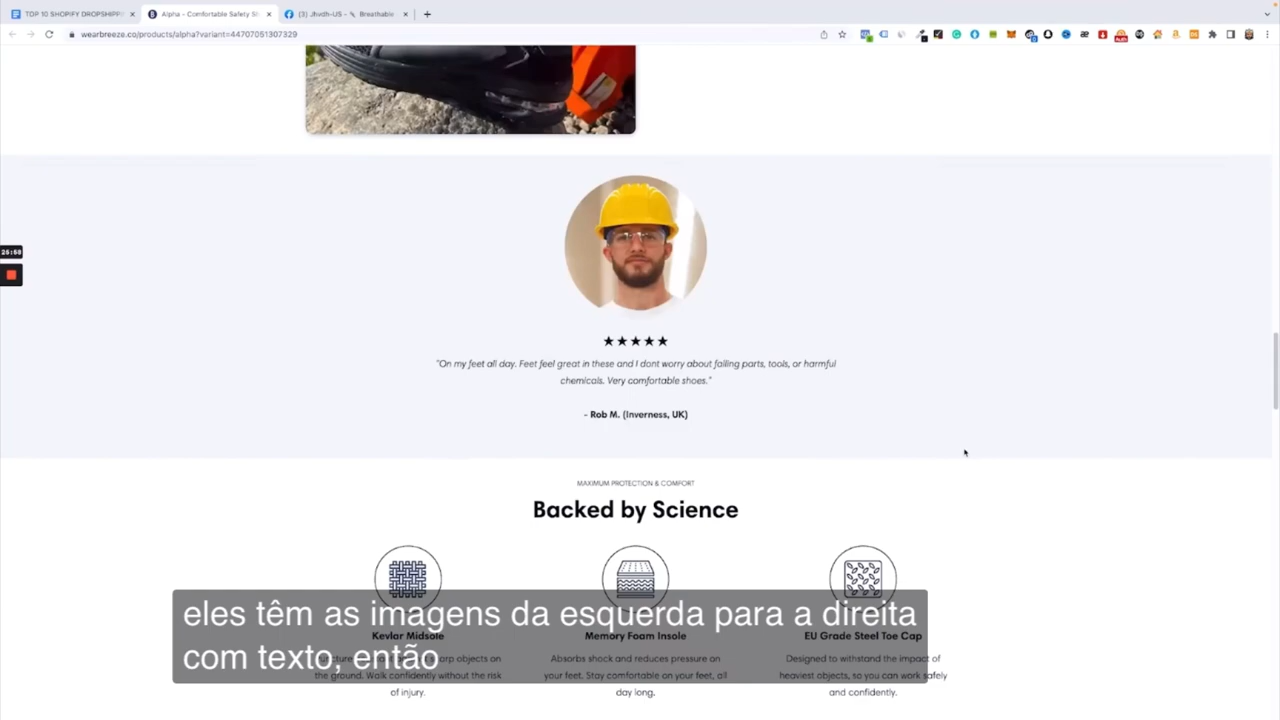 TOP 10 SHOPIFY DROPSHIPPI
Alpha - Comfortable Safety Sh
(3) Jhvdh-US - Breathable
wearbreeze.co/products/alpha?variant=44707051307329
★★★★★
"On my feet all day. Feet feel great in these and I dont worry about falling parts, tools, or harmful
chemicals. Very comfortable shoes."
- Rob M. (Inverness, UK)
MAXIMUM PROTECTION & COMFORT
Backed by Science
eles têm as imagens da esquerda para a direita
com texto, então
Kevlar Midsole
sharp objects on
the ground. Walk confidently without the risk
of injury.
Memory Foam Insole
Absorbs shock and reduces pressure on
your feet. Stay comfortable on your feet, all
day long.
EU Grade Steel Toe Cap
Designed to withstand the impact of
heaviest objects, so you can work safely
and confidently.